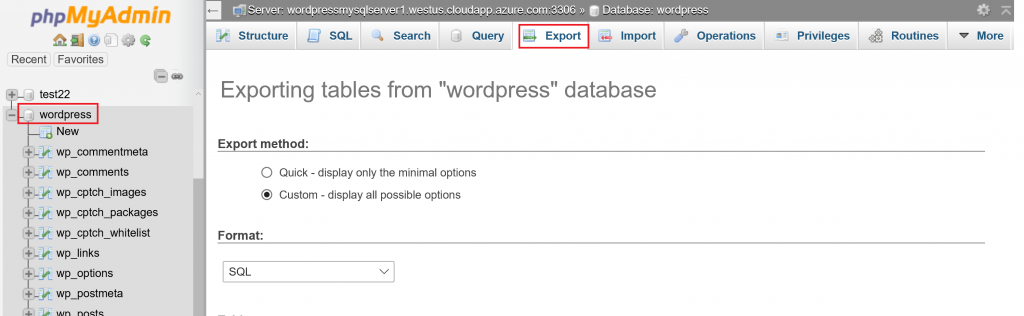 phpMyAdmin
Recent Favorites
test22
wordpress
New
wp_commentmeta
wp_comments
wp_cptch_images
wp_cptch_packages
wp_cptch_whitelist
wp_links
wp_options
wp_postmeta
wp_posts
Server: wordpressmysqlserver1.westus.cloudapp.azure.com:3306 » Database: wordpress
Structure SQL Search Query Export Import Operations Privileges Routines More
Exporting tables from "wordpress" database
Export method:
Quick - display only the minimal options
Custom - display all possible options
Format:
SQL